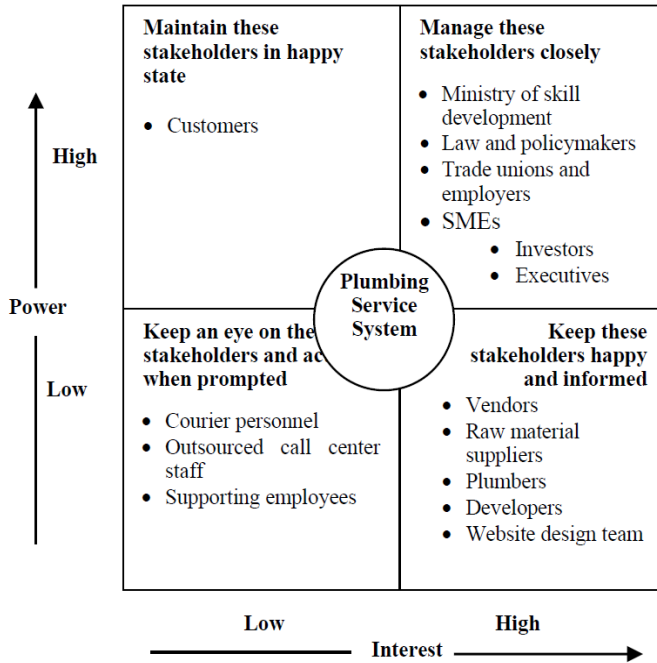 Maintain these
stakeholders in happy
state
• Customers
Manage these
stakeholders closely
• Ministry of skill
development
• Law and policymakers
• Trade unions and
employers
• SMEs
• Investors
• Executives
High
Power
Low
Plumbing
Service
System
Keep an eye on the
stakeholders and ac
when prompted
• Courier personnel
• Outsourced call center
staff
• Supporting employees
Keep these
stakeholders happy
and informed
• Vendors
• Raw material
suppliers
• Plumbers
• Developers
• Website design team
Low
High
Interest